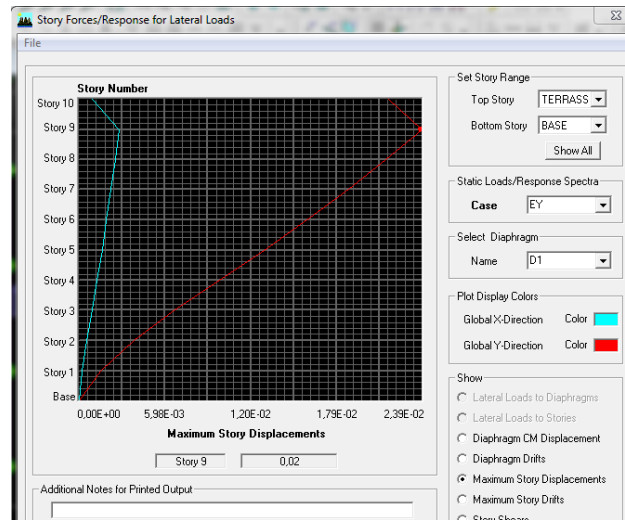 Story Forces/Response for Lateral Loads
File
Story Number
Story 10
Story 9
Story 8
Story 7
Story 6
Story 5
Story 4
Story 3
Story 2
Story 1
Base
0,00E+00 5,98E-03 1,20E-02 1,79E-02 2,39E-02
Maximum Story Displacements
Story 9 0,02
Additional Notes for Printed Output
Set Story Range
Top Story TERRASS
Bottom Story BASE
Show All
Static Loads/Response Spectra
Case EY
Select Diaphragm
Name D1
Plot Display Colors
Global X-Direction Color
Global Y-Direction Color
Show
Lateral Loads to Diaphragms
Lateral Loads to Stories
Diaphragm CM Displacement
Diaphragm Drifts
Maximum Story Displacements
Maximum Story Drifts
Story Shears